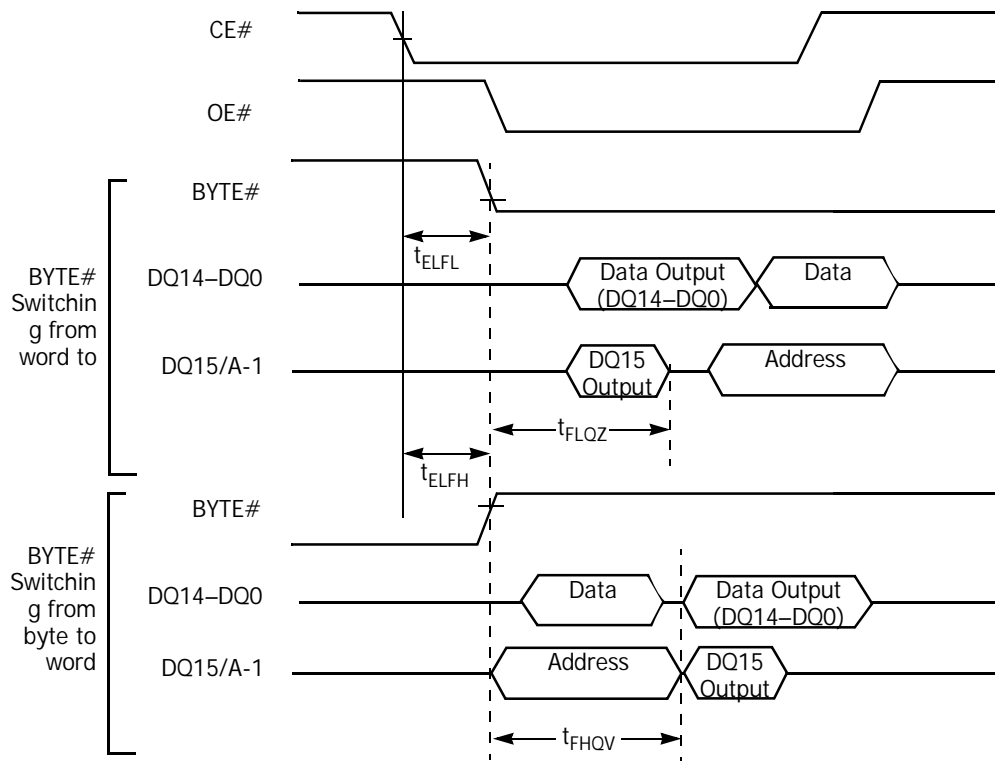 CE#
OE#
BYTE#
t_ELFL
BYTE#
Switchin
g from
word to
DQ14–DQ0
Data Output
(DQ14–DQ0)
Data
DQ15/A-1
DQ15
Output
Address
t_FLQZ
t_ELFH
BYTE#
BYTE#
Switchin
g from
byte to
word
DQ14–DQ0
Data
Data Output
(DQ14–DQ0)
DQ15/A-1
Address
DQ15
Output
t_FHQV